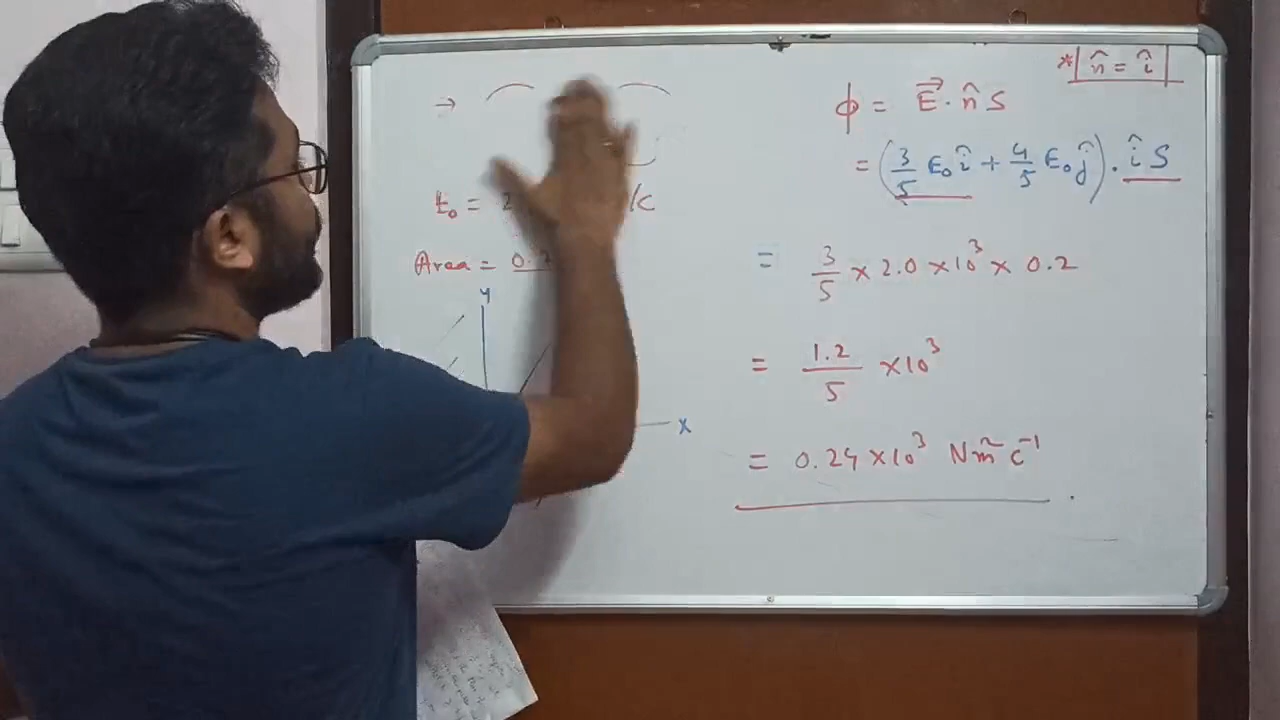 →
t₀ = 2 /c
Area = 0.2
y
x
* n̂ = î
ϕ = E⃗ · n̂ S
= (3/5 E₀ î + 4/5 E₀ ĵ) · î S
= 3/5 × 2.0 × 10³ × 0.2
= 1.2/5 × 10³
= 0.24 × 10³ Nm² c⁻¹